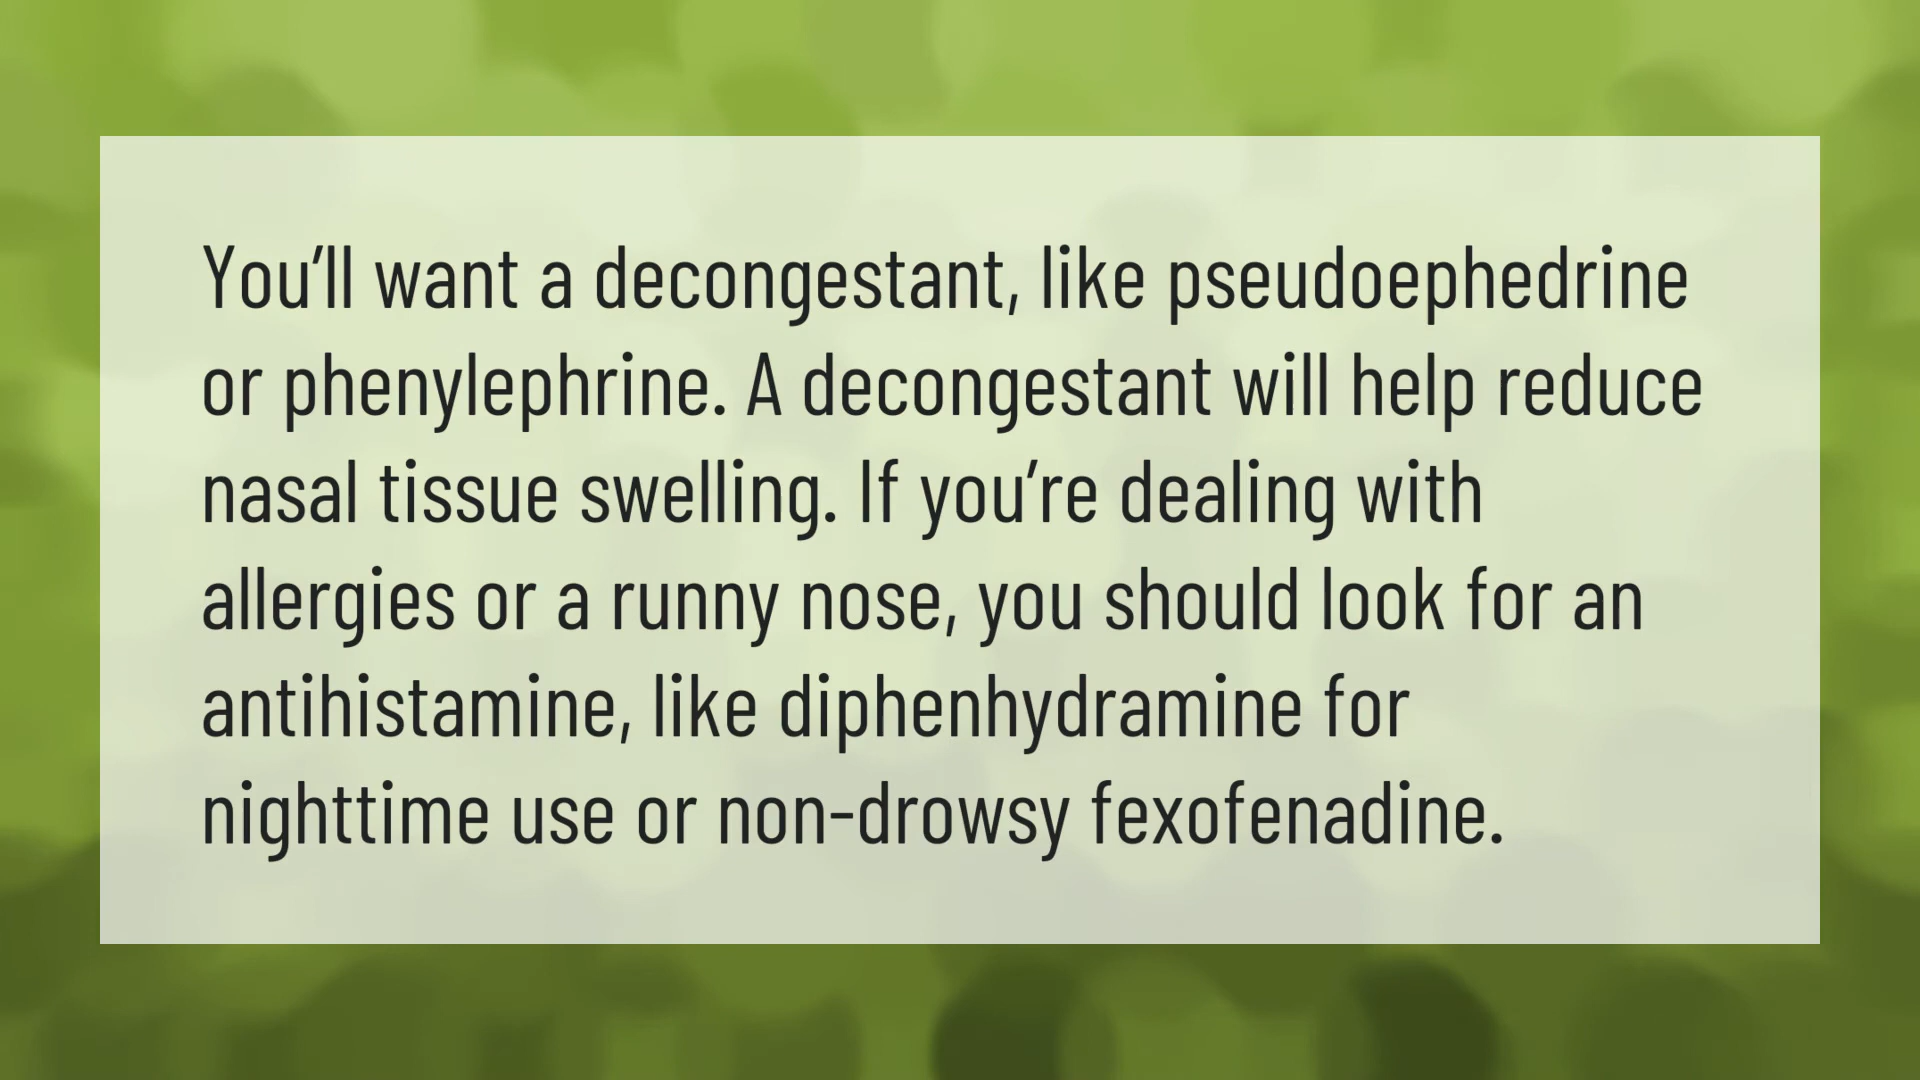 You’ll want a decongestant, like pseudoephedrine
or phenylephrine. A decongestant will help reduce
nasal tissue swelling. If you’re dealing with
allergies or a runny nose, you should look for an
antihistamine, like diphenhydramine for
nighttime use or non-drowsy fexofenadine.